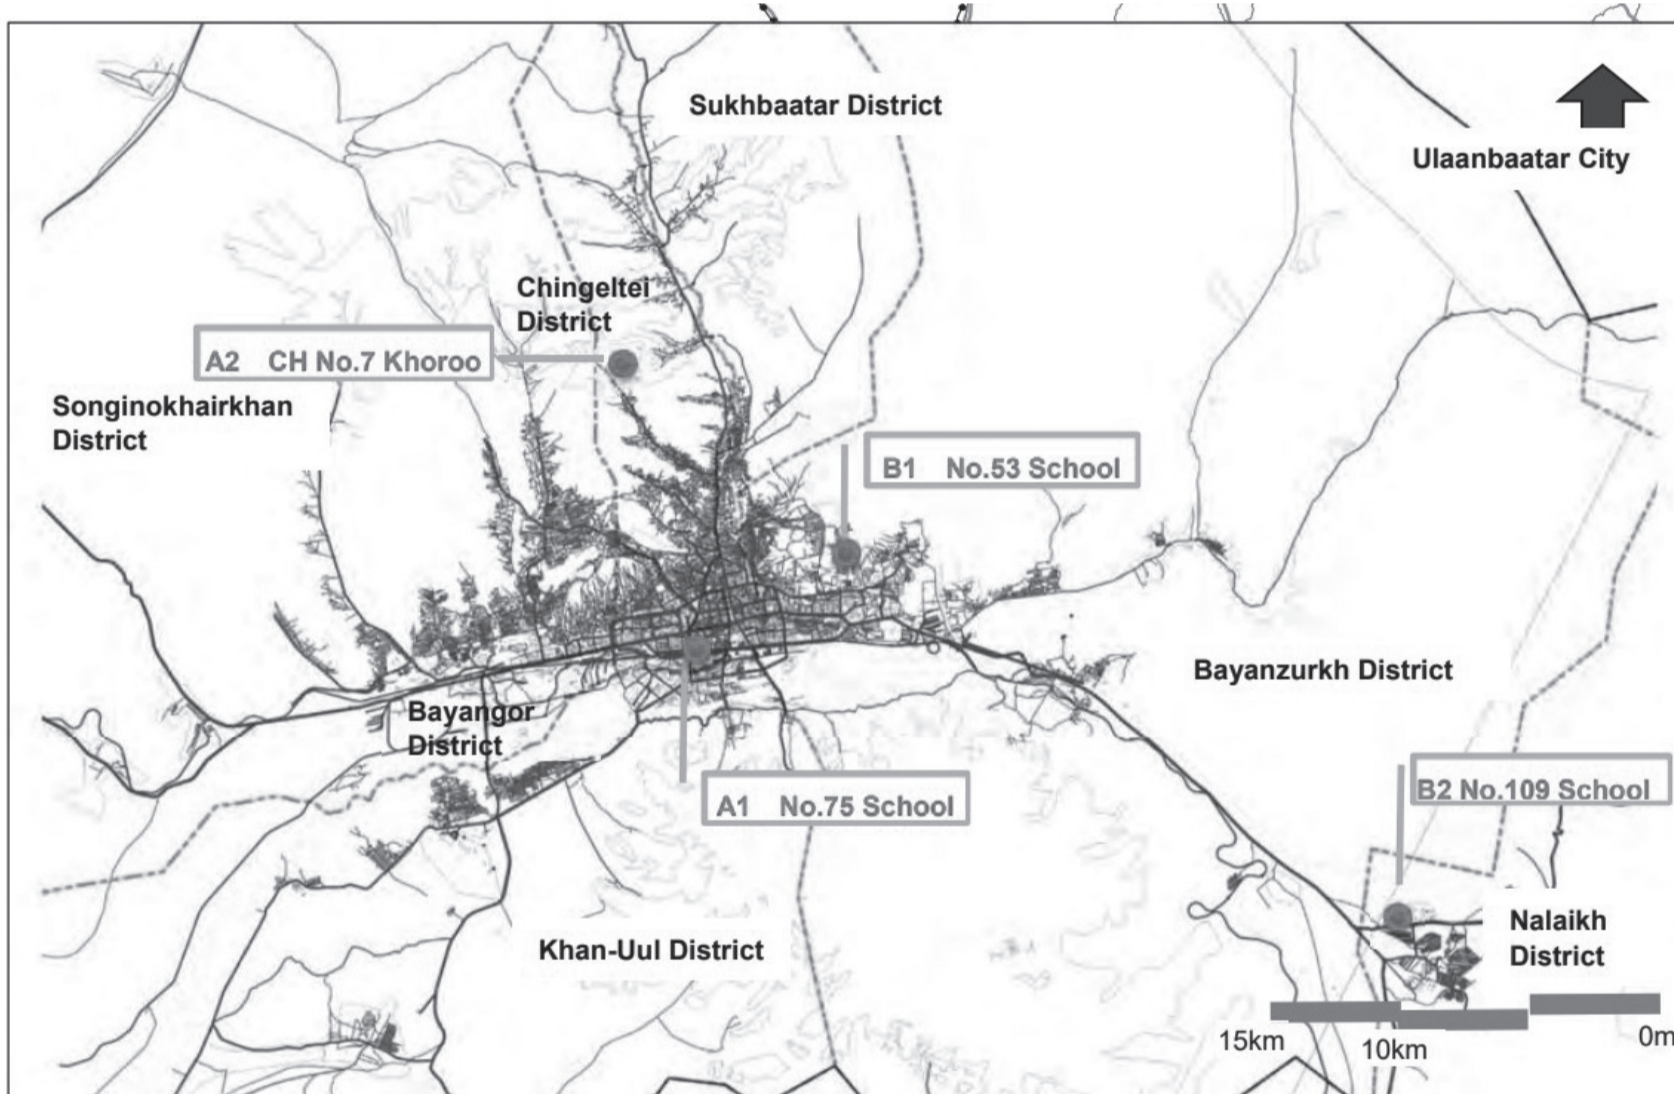 Sukhbaatar District
Ulaanbaatar City
Chingeltei
District
A2 CH No.7 Khoroo
Songinokhairkhan
District
B1 No.53 School
Bayanzurkh District
Bayangor
District
B2 No.109 School
A1 No.75 School
Khan-Uul District
Nalaikh
District
15km
10km
0m